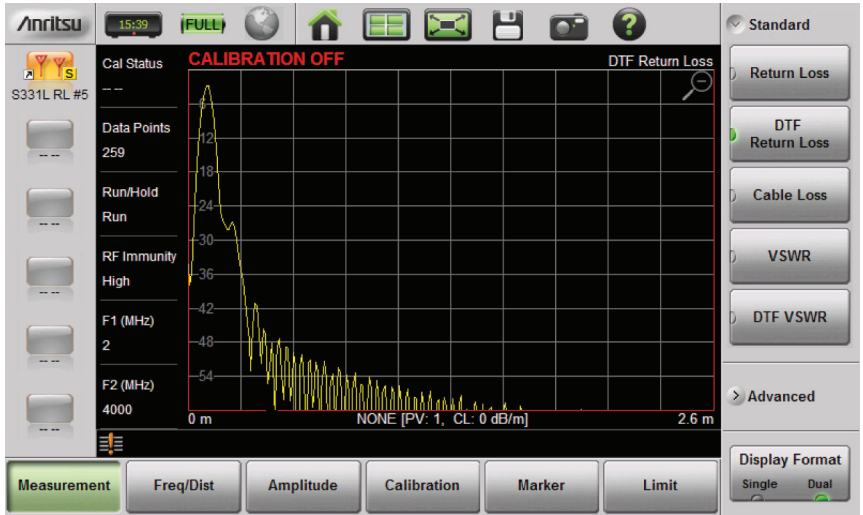 Anritsu
15:39
FULL
?
S331L RL #5
-- --
-- --
-- --
-- --
-- --
Cal Status
-- --
Data Points
259
Run/Hold
Run
RF Immunity
High
F1 (MHz)
2
F2 (MHz)
4000
CALIBRATION OFF
DTF Return Loss
-6
-12
-18
-24
-30
-36
-42
-48
-54
0 m
NONE [PV: 1, CL: 0 dB/m]
2.6 m
Standard
Return Loss
DTF
Return Loss
Cable Loss
VSWR
DTF VSWR
Advanced
Display Format
Single Dual
Measurement
Freq/Dist
Amplitude
Calibration
Marker
Limit